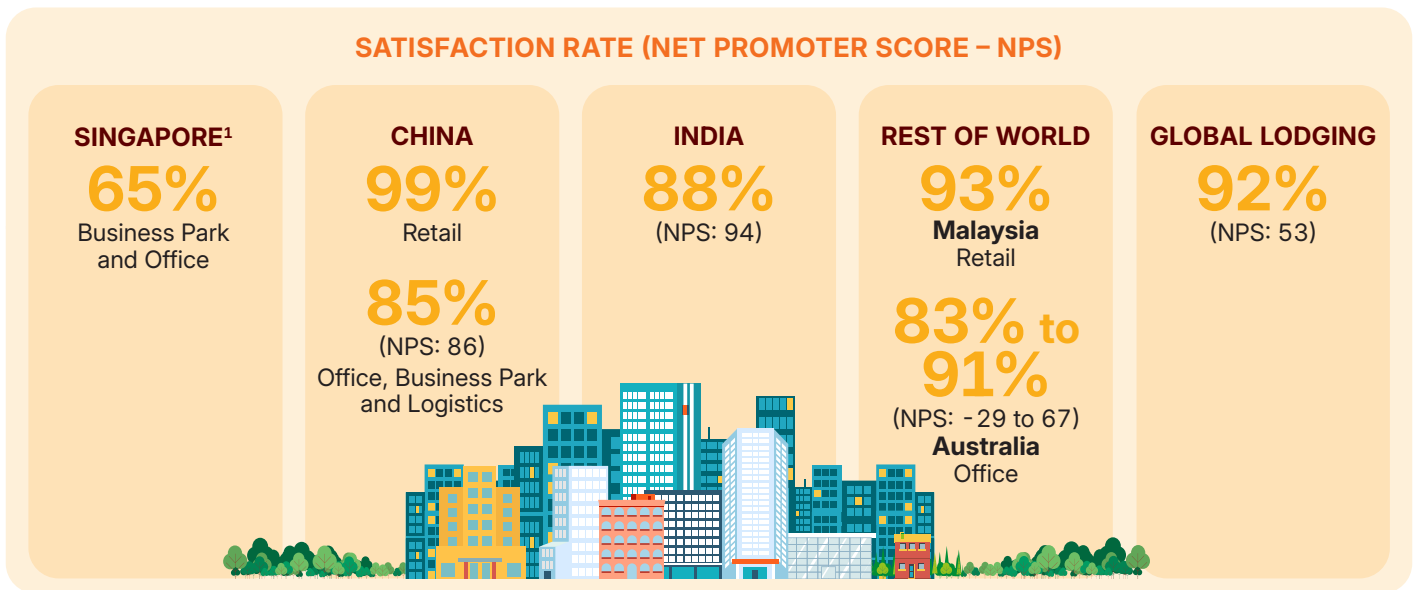 SATISFACTION RATE (NET PROMOTER SCORE – NPS)
SINGAPORE¹
65%
Business Park
and Office
CHINA
99%
Retail
85%
(NPS: 86)
Office, Business Park
and Logistics
INDIA
88%
(NPS: 94)
REST OF WORLD
93%
Malaysia
Retail
83% to
91%
(NPS: -29 to 67)
Australia
Office
GLOBAL LODGING
92%
(NPS: 53)